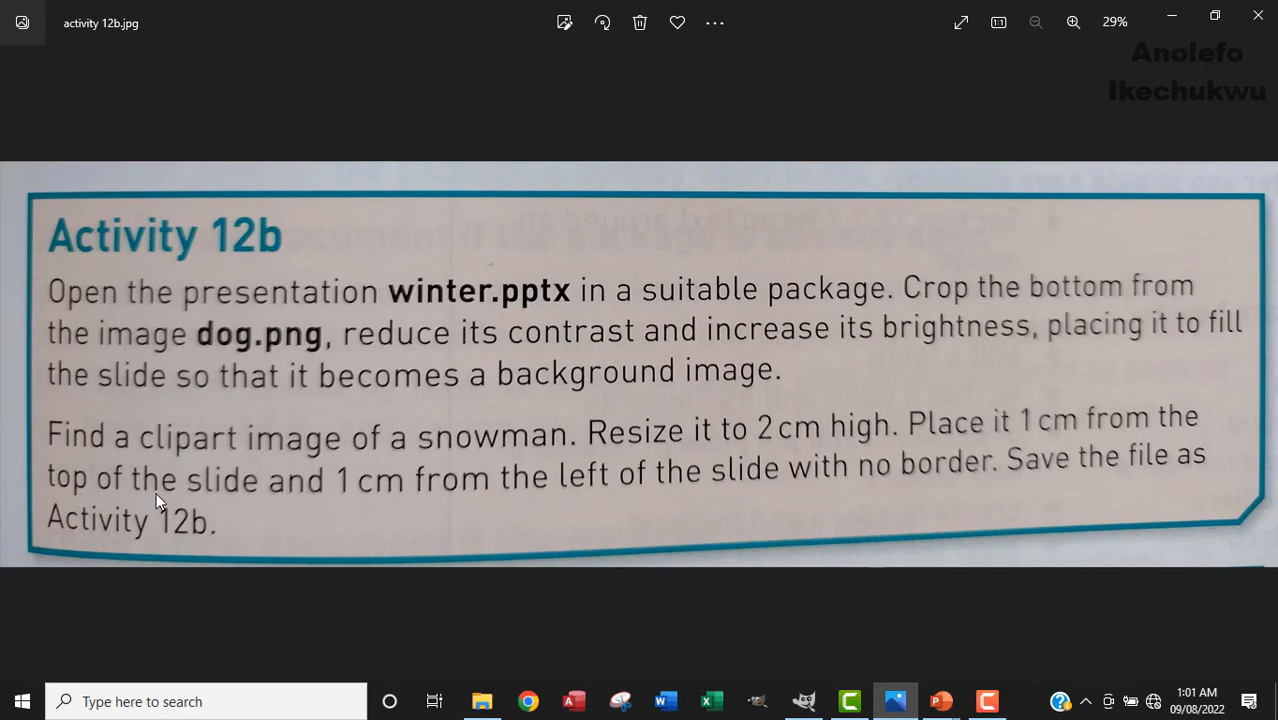 activity 12b.jpg
29%
Anolefo
Ikechukwu
Activity 12b
Open the presentation winter.pptx in a suitable package. Crop the bottom from
the image dog.png, reduce its contrast and increase its brightness, placing it to fill
the slide so that it becomes a background image.
Find a clipart image of a snowman. Resize it to 2 cm high. Place it 1 cm from the
top of the slide and 1 cm from the left of the slide with no border. Save the file as
Activity 12b.
Type here to search
1:01 AM
09/08/2022